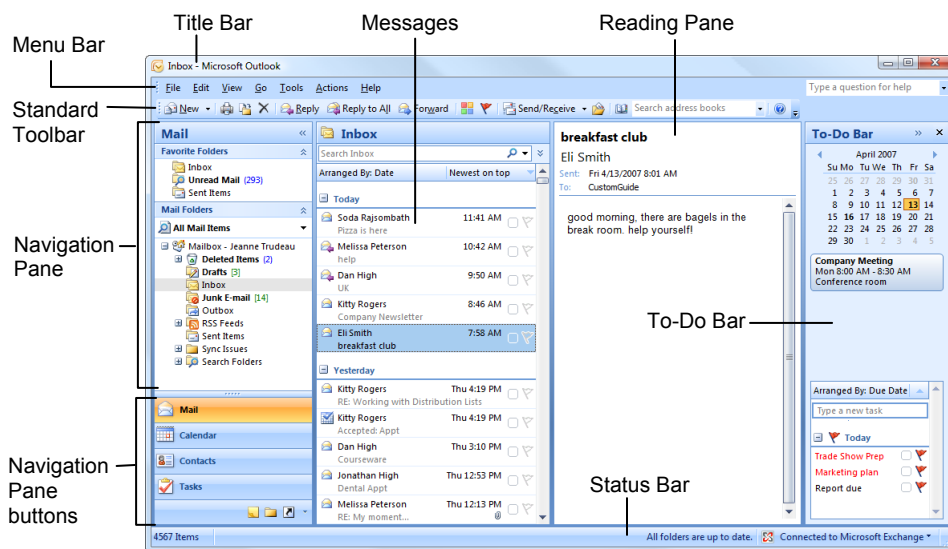 Title Bar
Messages
Reading Pane
Menu Bar
Inbox - Microsoft Outlook
File Edit View Go Tools Actions Help
Type a question for help
Standard
Toolbar
New Reply Reply to All Forward Send/Receive Search address books
Mail
Favorite Folders
Inbox
Unread Mail (293)
Sent Items
Mail Folders
All Mail Items
Mailbox - Jeanne Trudeau
Deleted Items (2)
Drafts [3]
Inbox
Junk E-mail [14]
Outbox
RSS Feeds
Sent Items
Sync Issues
Search Folders
Navigation
Pane
Mail
Calendar
Contacts
Tasks
Navigation
Pane
buttons
Inbox
Search Inbox
Arranged By: Date Newest on top
Today
Soda Rajsombath 11:41 AM
Pizza is here
Melissa Peterson 10:42 AM
help
Dan High 9:50 AM
UK
Kitty Rogers 8:46 AM
Company Newsletter
Eli Smith 7:58 AM
breakfast club
Yesterday
Kitty Rogers Thu 4:19 PM
RE: Working with Distribution Lists
Kitty Rogers Thu 4:19 PM
Accepted: Appt
Dan High Thu 3:10 PM
Courseware
Jonathan High Thu 12:53 PM
Dental Appt
Melissa Peterson Thu 12:13 PM
RE: My moment...
breakfast club
Eli Smith
Sent: Fri 4/13/2007 8:01 AM
To: CustomGuide
good morning, there are bagels in the
break room. help yourself!
To-Do Bar
April 2007
Su Mo Tu We Th Fr Sa
25 26 27 28 29 30 31
1 2 3 4 5 6 7
8 9 10 11 12 13 14
15 16 17 18 19 20 21
22 23 24 25 26 27 28
29 30 1 2 3 4 5
Company Meeting
Mon 8:00 AM - 8:30 AM
Conference room
To-Do Bar
Arranged By: Due Date
Type a new task
Today
Trade Show Prep
Marketing plan
Report due
Status Bar
4567 Items
All folders are up to date. Connected to Microsoft Exchange